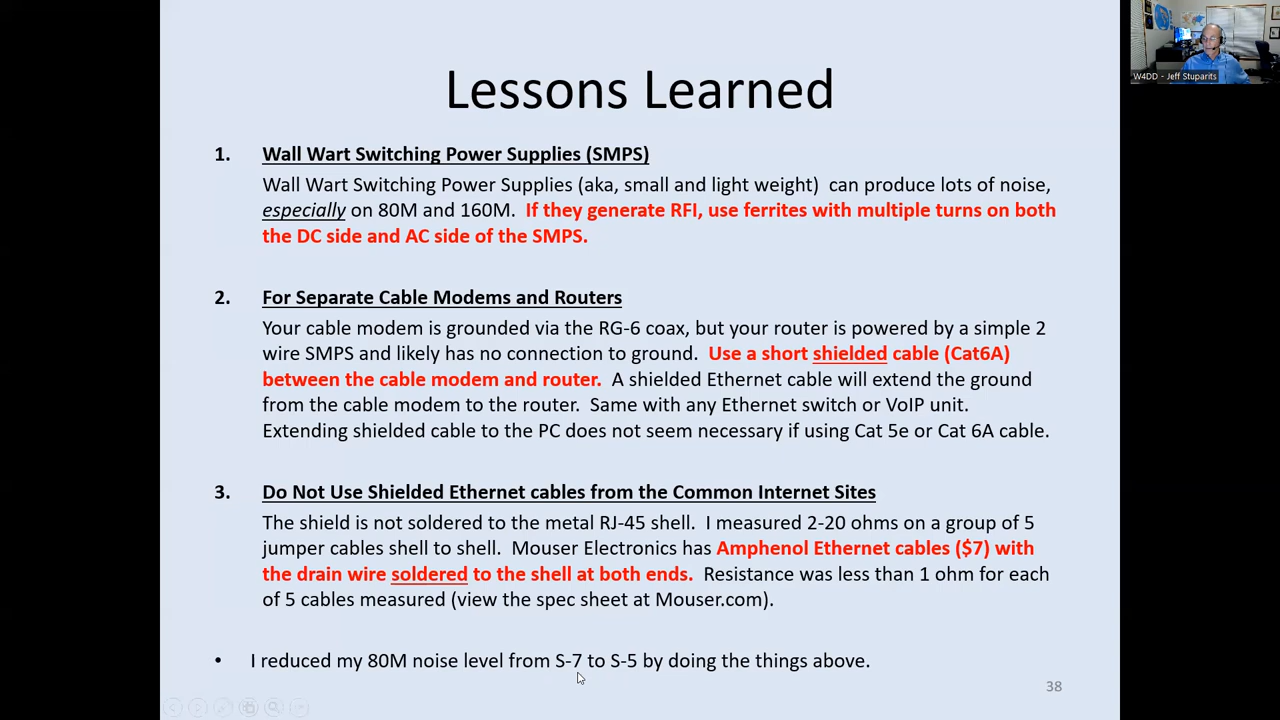 Lessons Learned
W4DD - Jeff Stuparits
1. Wall Wart Switching Power Supplies (SMPS)
Wall Wart Switching Power Supplies (aka, small and light weight) can produce lots of noise,
especially on 80M and 160M. If they generate RFI, use ferrites with multiple turns on both
the DC side and AC side of the SMPS.
2. For Separate Cable Modems and Routers
Your cable modem is grounded via the RG-6 coax, but your router is powered by a simple 2
wire SMPS and likely has no connection to ground. Use a short shielded cable (Cat6A)
between the cable modem and router. A shielded Ethernet cable will extend the ground
from the cable modem to the router. Same with any Ethernet switch or VoIP unit.
Extending shielded cable to the PC does not seem necessary if using Cat 5e or Cat 6A cable.
3. Do Not Use Shielded Ethernet cables from the Common Internet Sites
The shield is not soldered to the metal RJ-45 shell. I measured 2-20 ohms on a group of 5
jumper cables shell to shell. Mouser Electronics has Amphenol Ethernet cables ($7) with
the drain wire soldered to the shell at both ends. Resistance was less than 1 ohm for each
of 5 cables measured (view the spec sheet at Mouser.com).
• I reduced my 80M noise level from S-7 to S-5 by doing the things above.
38